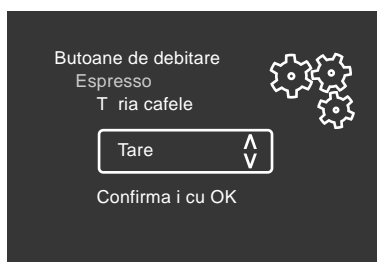 Butoane de debitare
Espresso
T ria cafele
Tare
Confirma i cu OK